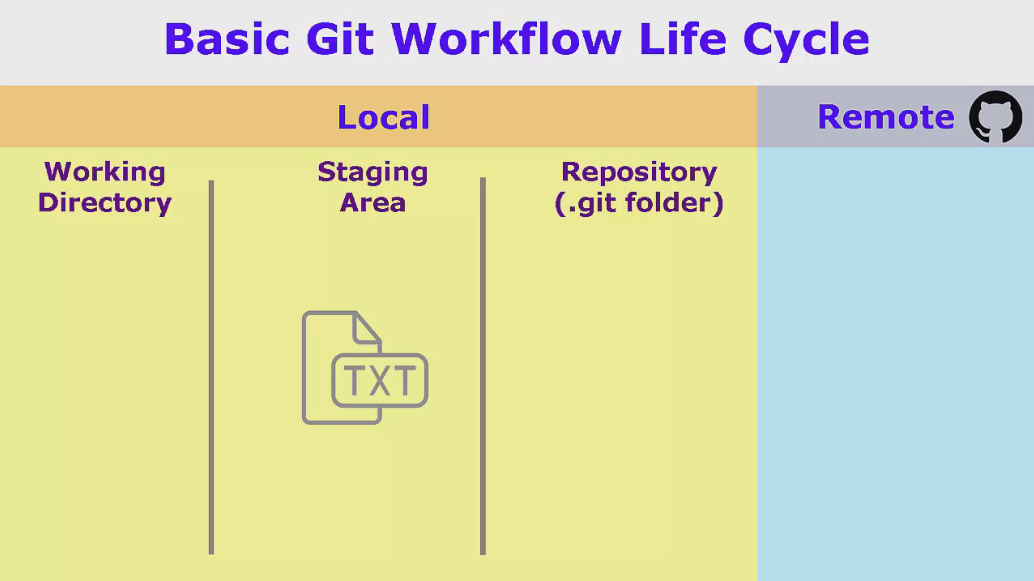 Basic Git Workflow Life Cycle
Local
Remote
Working
Directory
Staging
Area
Repository
(.git folder)
TXT